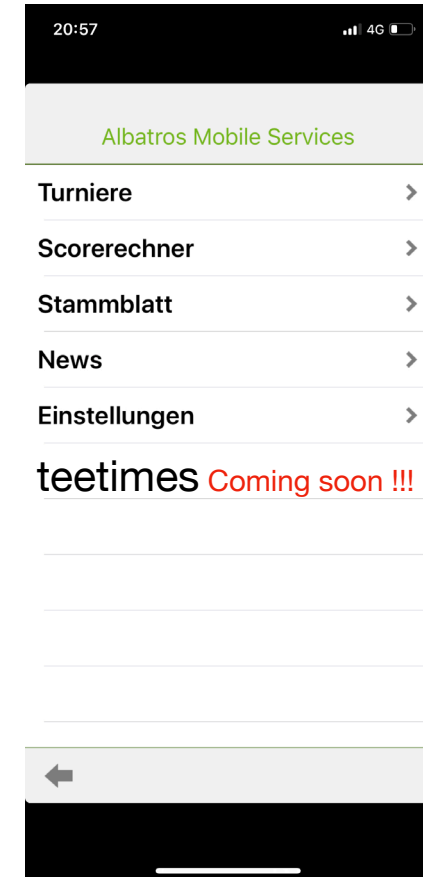 20:57 4G
Albatros Mobile Services
Turniere
Scorerechner
Stammblatt
News
Einstellungen
teetimes Coming soon !!!